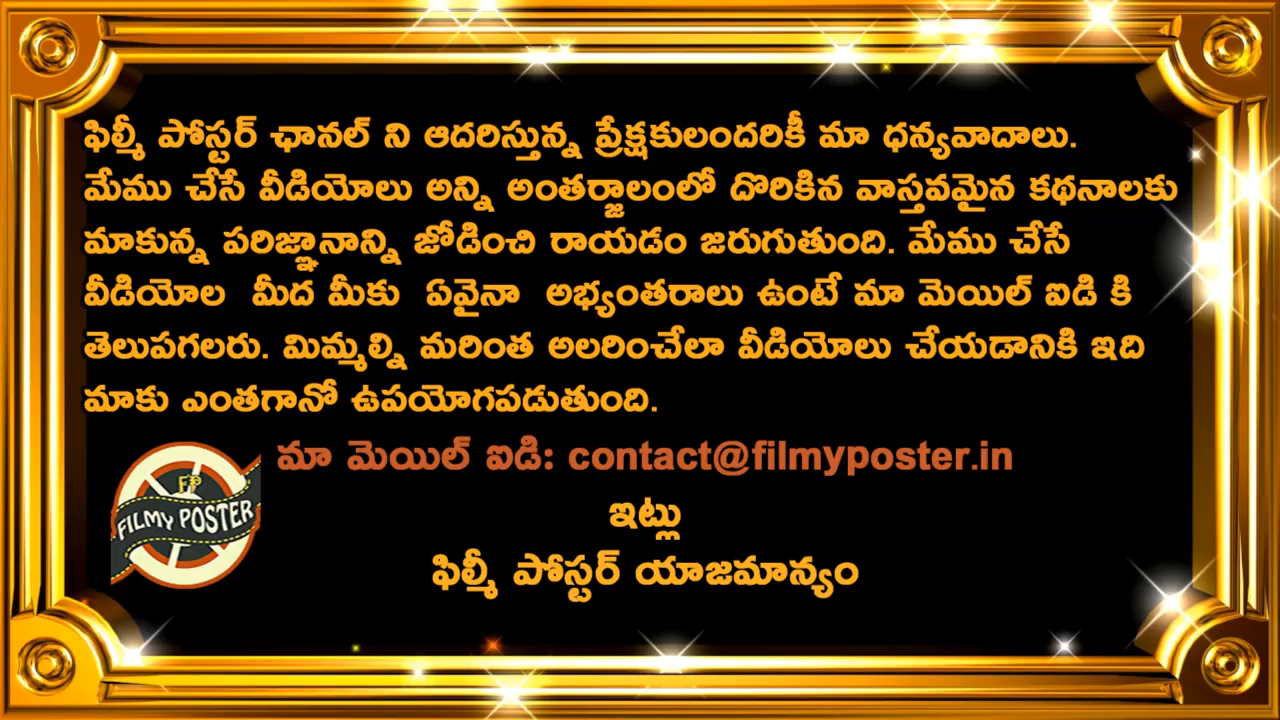 ఫిల్మీ పోస్టర్ ఛానల్ ని ఆదరిస్తున్న ప్రేక్షకులందరికీ మా ధన్యవాదాలు.
మేము చేసే వీడియోలు అన్ని అంతర్జాలంలో దొరికిన వాస్తవమైన కథనాలకు
మాకున్న పరిజ్ఞానాన్ని జోడించి రాయడం జరుగుతుంది. మేము చేసే
వీడియోల మీద మీకు ఏవైనా అభ్యంతరాలు ఉంటే మా మెయిల్ ఐడి కి
తెలుపగలరు. మిమ్మల్ని మరింత అలరించేలా వీడియోలు చేయడానికి ఇది
మాకు ఎంతగానో ఉపయోగపడుతుంది.
మా మెయిల్ ఐడి: contact@filmyposter.in
FP
FILMY POSTER
ఇట్లు
ఫిల్మీ పోస్టర్ యాజమాన్యం